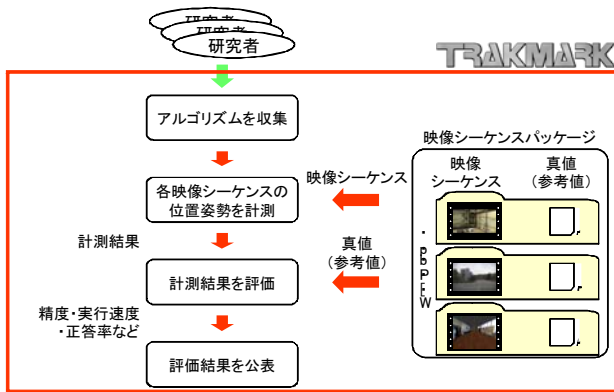 研究者
研究者
研究者
TRAKMARK
アルゴリズムを収集
映像シーケンスパッケージ
映像
シーケンス
真値
(参考値)
各映像シーケンスの
位置姿勢を計測
映像シーケンス
計測結果
真値
(参考値)
計測結果を評価
精度・実行速度
・正答率など
評価結果を公表